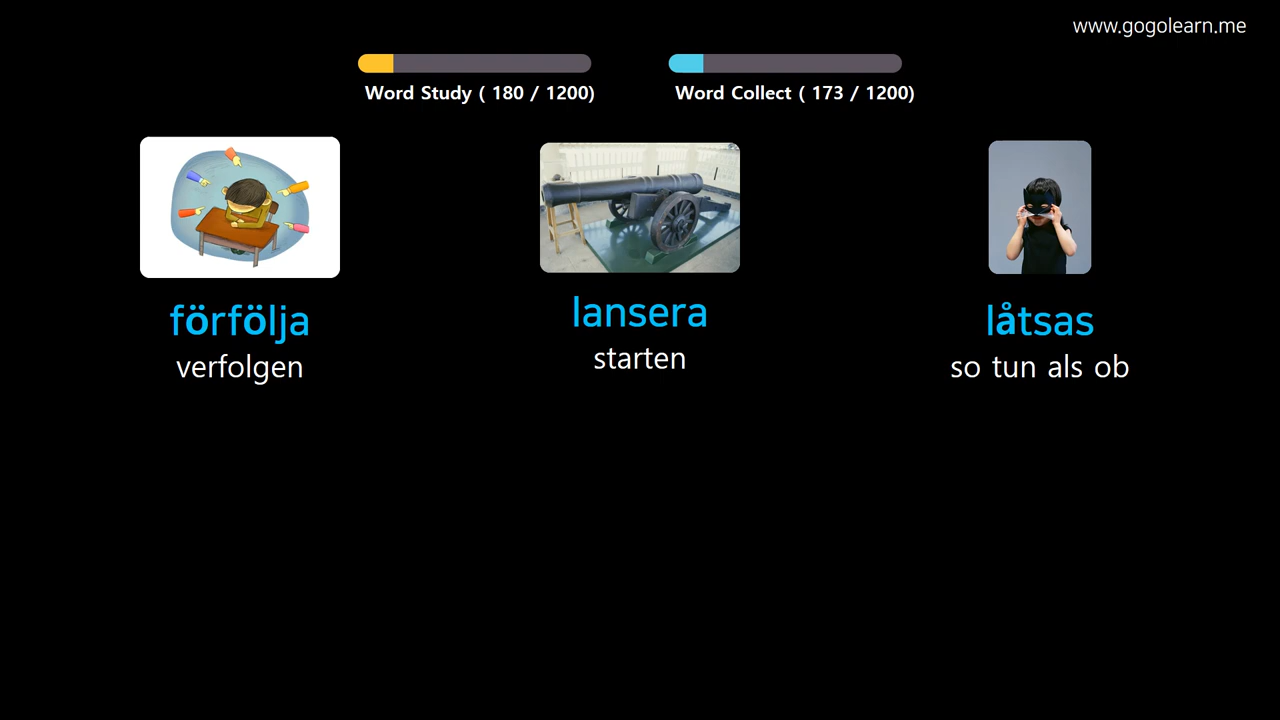 www.gogolearn.me
Word Study ( 180 / 1200)
Word Collect ( 173 / 1200)
förfölja
verfolgen
lansera
starten
låtsas
so tun als ob